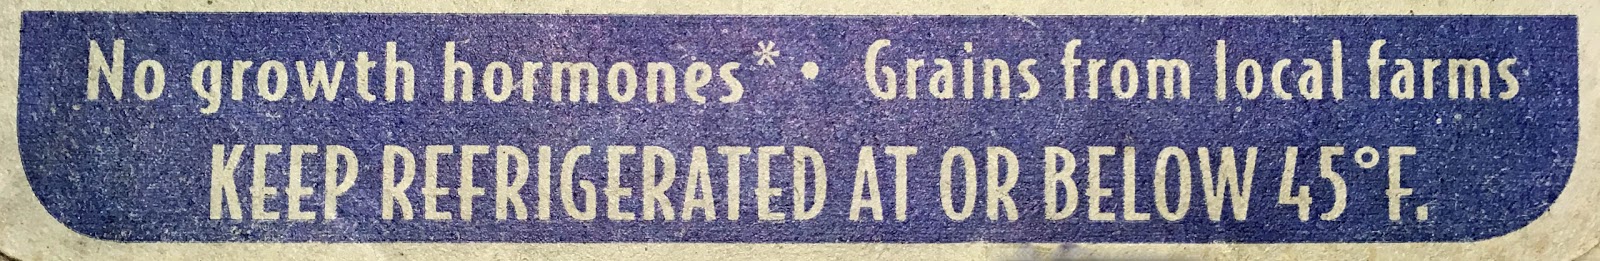 No growth hormones* • Grains from local farms
KEEP REFRIGERATED AT OR BELOW 45°F.